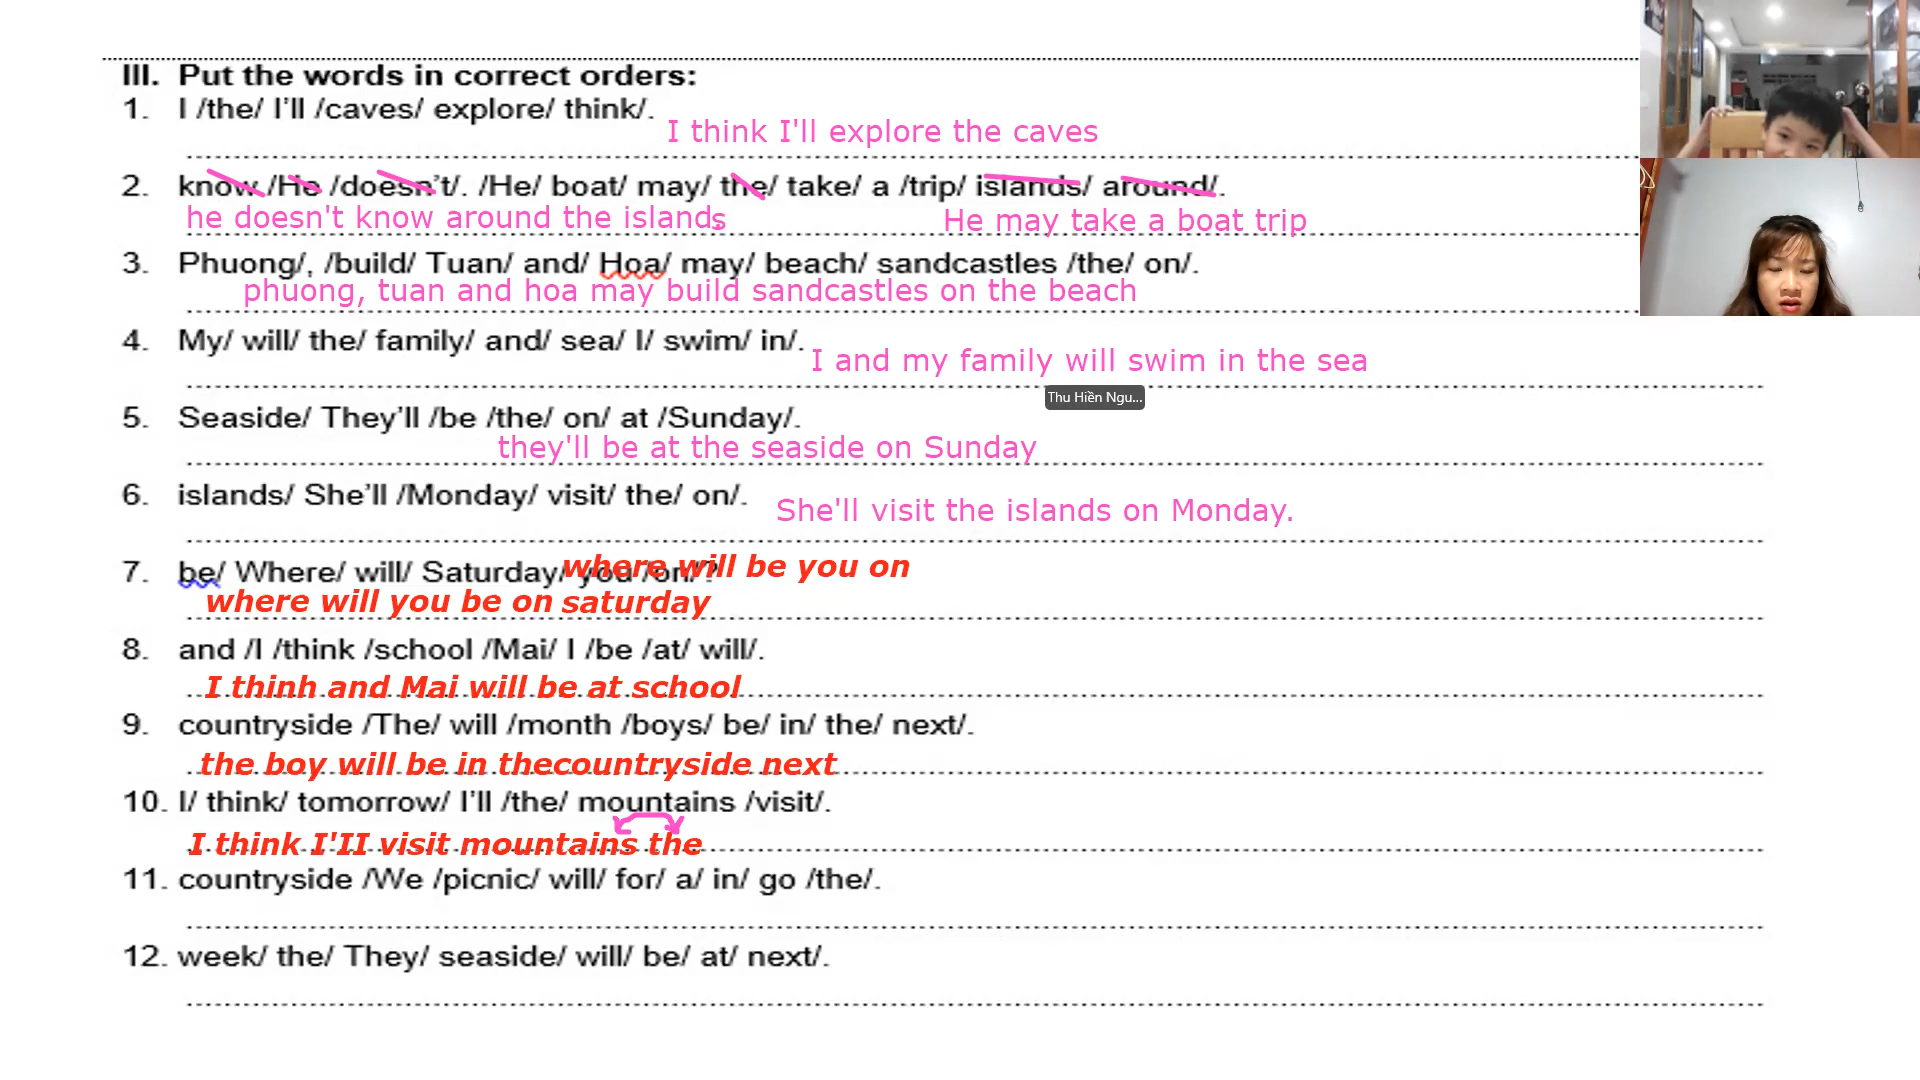 III. Put the words in correct orders:
1. I /the/ I'll /caves/ explore/ think/.
I think I'll explore the caves
2. know /He /doesn't/. /He/ boat/ may/ the/ take/ a /trip/ islands/ around/.
he doesn't know around the islands He may take a boat trip
3. Phuong/, /build/ Tuan/ and/ Hoa/ may/ beach/ sandcastles /the/ on/.
phuong, tuan and hoa may build sandcastles on the beach
4. My/ will/ the/ family/ and/ sea/ I/ swim/ in/.
I and my family will swim in the sea
Thu Hiền Ngu...
5. Seaside/ They'll /be /the/ on/ at /Sunday/.
they'll be at the seaside on Sunday
6. islands/ She'll /Monday/ visit/ the/ on/.
She'll visit the islands on Monday.
7. be/ Where/ will/ Saturday/ you /on/?
where will be you on
where will you be on saturday
8. and /I /think /school /Mai/ I /be /at/ will/.
I thinh and Mai will be at school
9. countryside /The/ will /month /boys/ be/ in/ the/ next/.
the boy will be in thecountryside next
10. I/ think/ tomorrow/ I'll /the/ mountains /visit/.
I think I'II visit mountains the
11. countryside /We /picnic/ will/ for/ a/ in/ go /the/.
12. week/ the/ They/ seaside/ will/ be/ at/ next/.